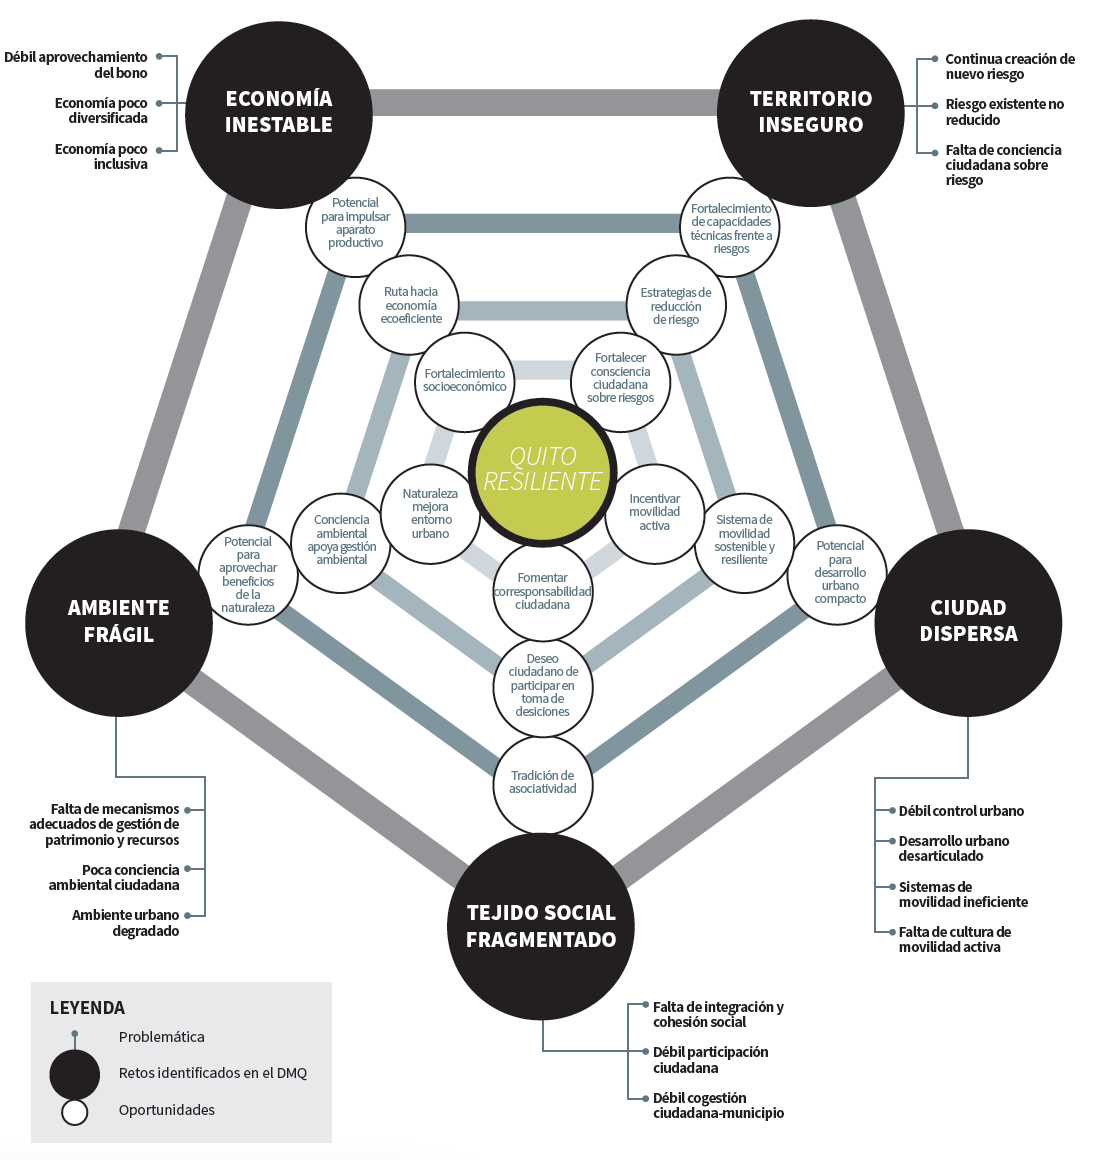 ECONOMÍA
INESTABLE
Débil aprovechamiento
del bono
Economía poco
diversificada
Economía poco
inclusiva
TERRITORIO
INSEGURO
Continua creación de
nuevo riesgo
Riesgo existente no
reducido
Falta de conciencia
ciudadana sobre
riesgo
Potencial
para impulsar
aparato
productivo
Fortalecimiento
de capacidades
técnicas frente a
riesgos
Ruta hacia
economía
ecoeficiente
Estrategias de
reducción
de riesgo
Fortalecimiento
socioeconómico
Fortalecer
consciencia
ciudadana
sobre riesgos
QUITO
RESILIENTE
Naturaleza
mejora
entorno
urbano
Incentivar
movilidad
activa
Conciencia
ambiental
apoya gestión
ambiental
Sistema de
movilidad
sostenible y
resiliente
Potencial
para
aprovechar
beneficios
de la
naturaleza
Potencial
para
desarrollo
urbano
compacto
Fomentar
corresponsabilidad
ciudadana
Deseo
ciudadano de
participar en
toma de
desiciones
Tradición de
asociatividad
AMBIENTE
FRÁGIL
Falta de mecanismos
adecuados de gestión de
patrimonio y recursos
Poca conciencia
ambiental ciudadana
Ambiente urbano
degradado
CIUDAD
DISPERSA
Débil control urbano
Desarrollo urbano
desarticulado
Sistemas de
movilidad ineficiente
Falta de cultura de
movilidad activa
TEJIDO SOCIAL
FRAGMENTADO
Falta de integración y
cohesión social
Débil participación
ciudadana
Débil cogestión
ciudadana-municipio
LEYENDA
Problemática
Retos identificados en el DMQ
Oportunidades